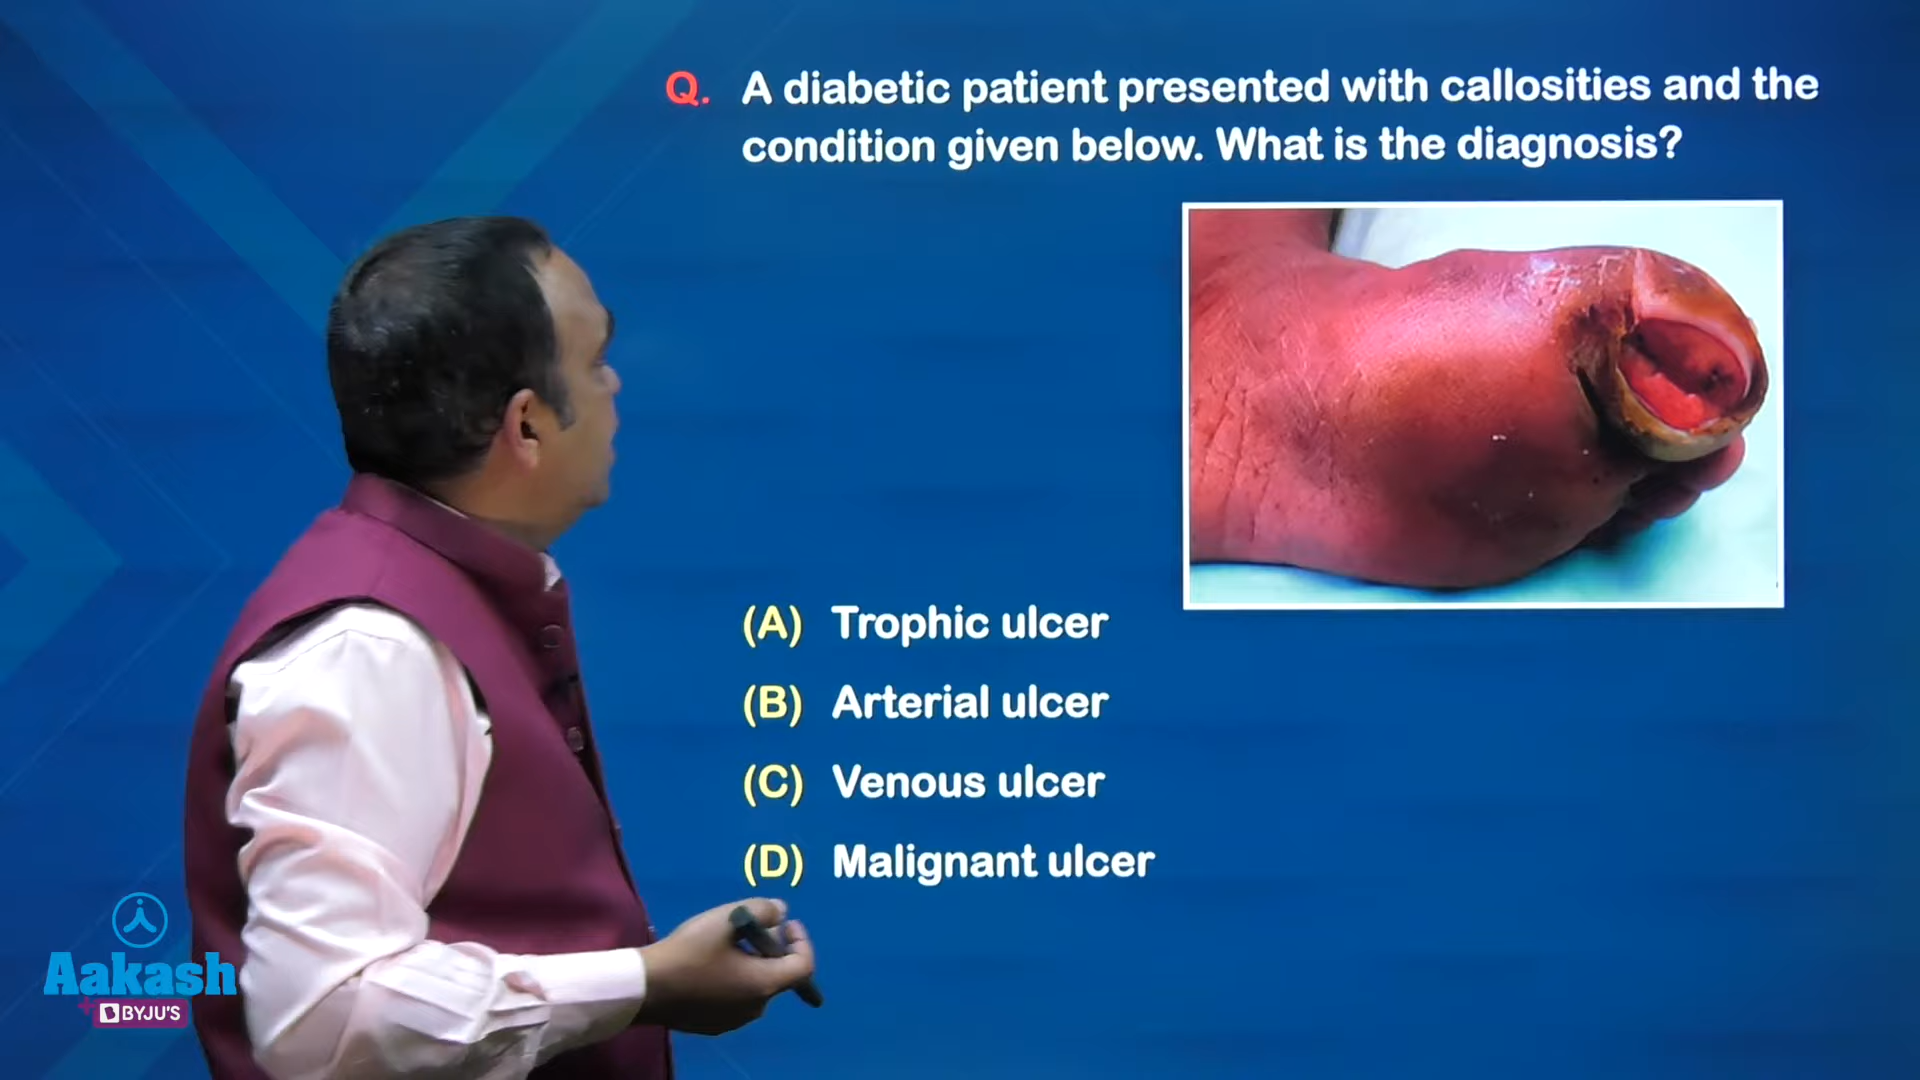 Q. A diabetic patient presented with callosities and the
condition given below. What is the diagnosis?
(A) Trophic ulcer
(B) Arterial ulcer
(C) Venous ulcer
(D) Malignant ulcer
Aakash
+ BYJU'S